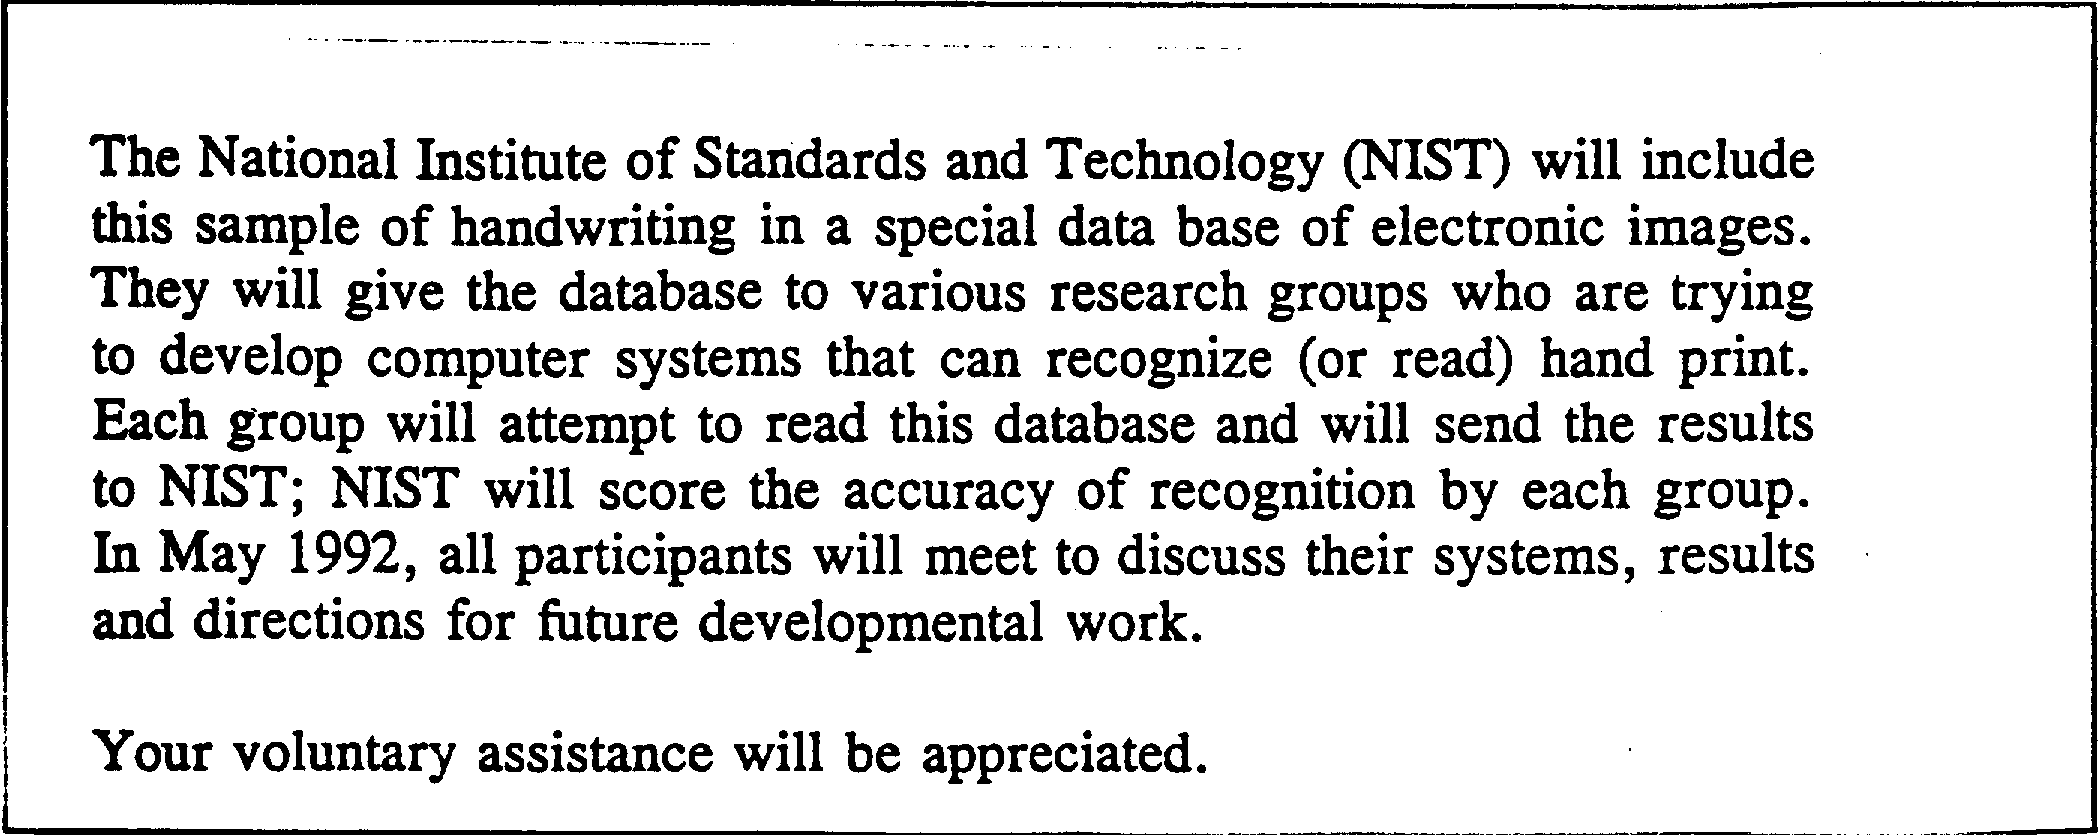 The National Institute of Standards and Technology (NIST) will include
this sample of handwriting in a special data base of electronic images.
They will give the database to various research groups who are trying
to develop computer systems that can recognize (or read) hand print.
Each group will attempt to read this database and will send the results
to NIST; NIST will score the accuracy of recognition by each group.
In May 1992, all participants will meet to discuss their systems, results
and directions for future developmental work.
Your voluntary assistance will be appreciated.